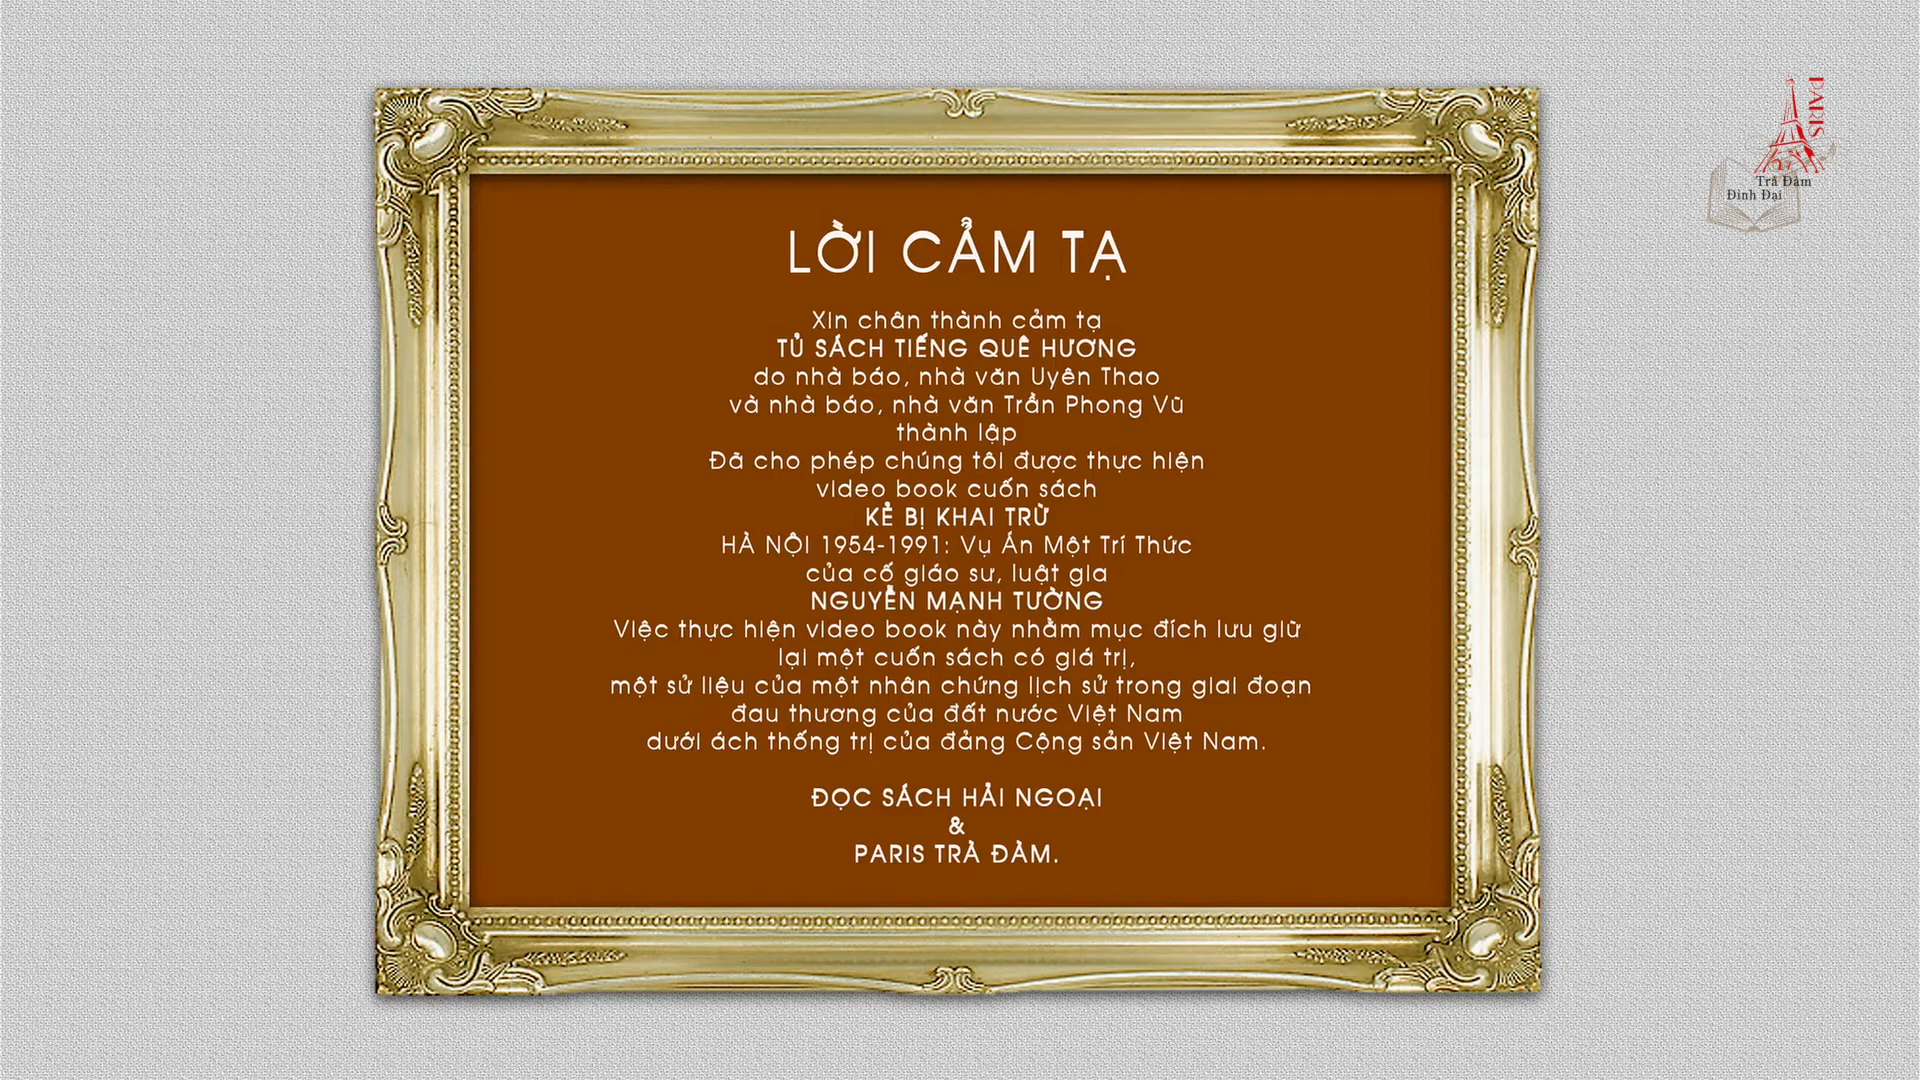 LỜI CẢM TẠ
Xin chân thành cảm tạ
TỦ SÁCH TIẾNG QUÊ HƯƠNG
do nhà báo, nhà văn Uyên Thao
và nhà báo, nhà văn Trần Phong Vũ
thành lập
Đã cho phép chúng tôi được thực hiện
video book cuốn sách
KẺ BỊ KHAI TRỪ
HÀ NỘI 1954-1991: Vụ Án Một Trí Thức
của cố giáo sư, luật gia
NGUYỄN MẠNH TƯỜNG
Việc thực hiện video book này nhằm mục đích lưu giữ
lại một cuốn sách có giá trị,
một sử liệu của một nhân chứng lịch sử trong giai đoạn
đau thương của đất nước Việt Nam
dưới ách thống trị của đảng Cộng sản Việt Nam.
ĐỌC SÁCH HẢI NGOẠI
&
PARIS TRÀ ĐÀM.
PARIS
Trà Đàm
Đình Đại